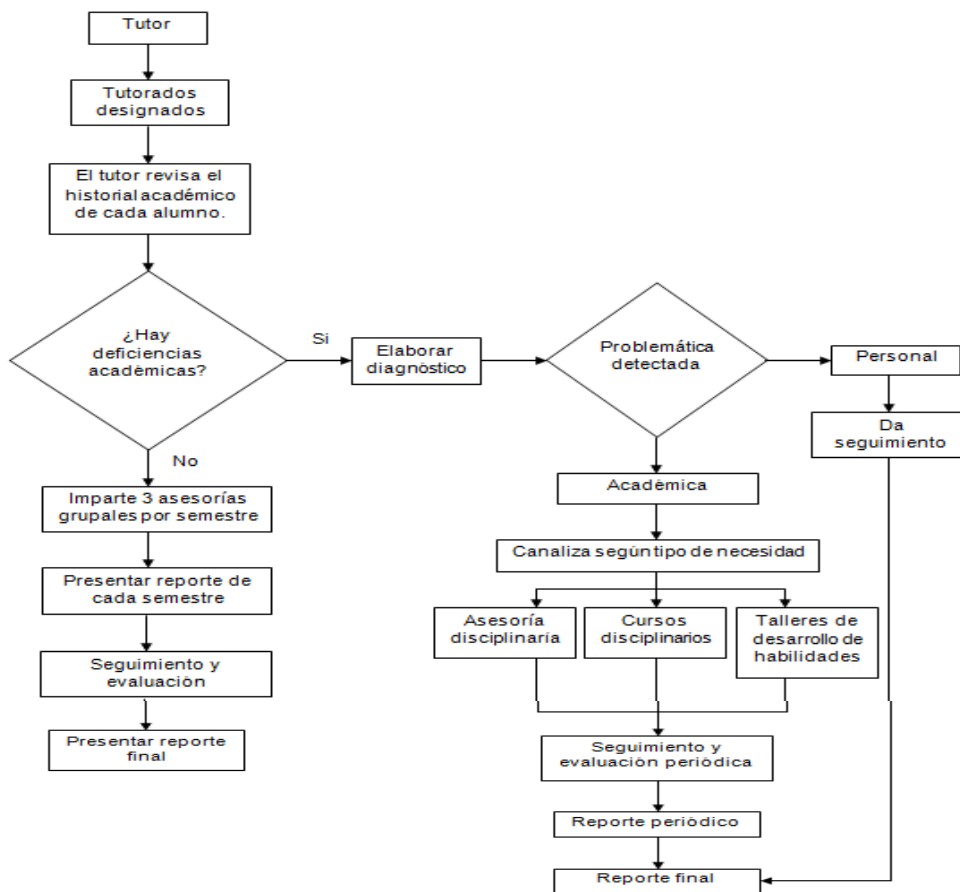 Tutor
Tutorados
designados
El tutor revisa el
historial académico
de cada alumno.
¿Hay
deficiencias
académicas?
Si
Elaborar
diagnóstico
Problemática
detectada
Personal
Da
seguimiento
No
Imparte 3 asesorías
grupales por semestre
Presentar reporte de
cada semestre
Seguimiento y
evaluación
Presentar reporte
final
Académica
Canaliza según tipo de necesidad
Asesoría
disciplinaria
Cursos
disciplinarios
Talleres de
desarrollo de
habilidades
Seguimiento y
evaluación periódica
Reporte periódico
Reporte final